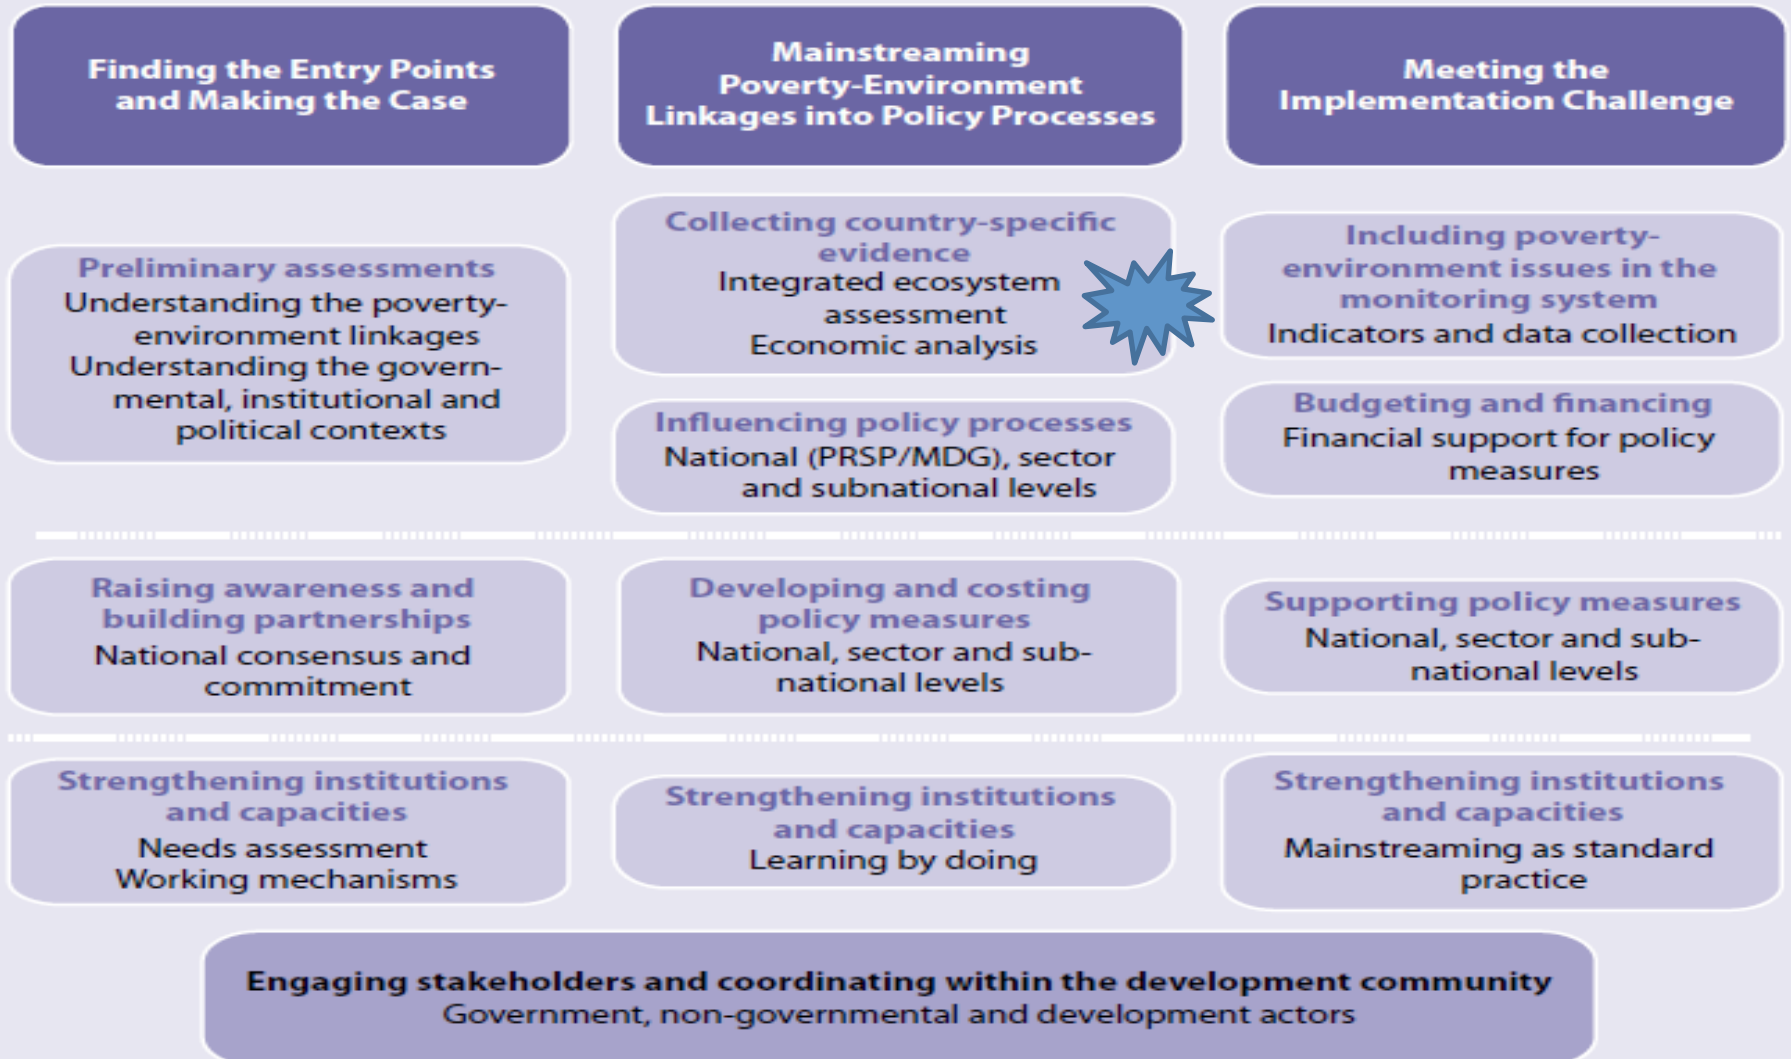 Finding the Entry Points
and Making the Case
Mainstreaming
Poverty-Environment
Linkages into Policy Processes
Meeting the
Implementation Challenge
Preliminary assessments
Understanding the poverty-
environment linkages
Understanding the govern-
mental, institutional and
political contexts
Collecting country-specific
evidence
Integrated ecosystem
assessment
Economic analysis
Influencing policy processes
National (PRSP/MDG), sector
and subnational levels
Including poverty-
environment issues in the
monitoring system
Indicators and data collection
Budgeting and financing
Financial support for policy
measures
Raising awareness and
building partnerships
National consensus and
commitment
Developing and costing
policy measures
National, sector and sub-
national levels
Supporting policy measures
National, sector and sub-
national levels
Strengthening institutions
and capacities
Needs assessment
Working mechanisms
Strengthening institutions
and capacities
Learning by doing
Strengthening institutions
and capacities
Mainstreaming as standard
practice
Engaging stakeholders and coordinating within the development community
Government, non-governmental and development actors